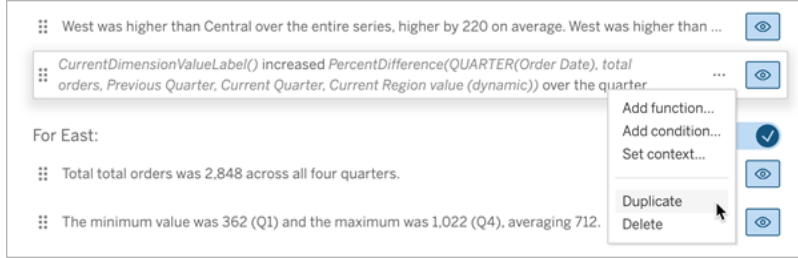 West was higher than Central over the entire series, higher by 220 on average. West was higher than ...
CurrentDimensionValueLabel() increased PercentDifference(QUARTER(Order Date), total
orders, Previous Quarter, Current Quarter, Current Region value (dynamic)) over the quarter
...
Add function...
Add condition...
Set context...
Duplicate
Delete
For East:
Total total orders was 2,848 across all four quarters.
The minimum value was 362 (Q1) and the maximum was 1,022 (Q4), averaging 712.